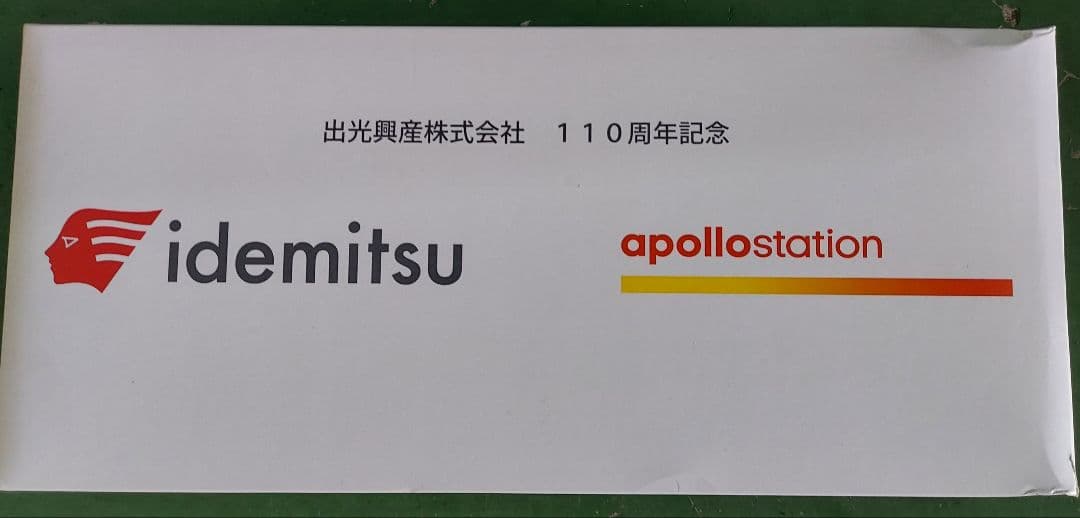 出光興産株式会社　１１０周年記念
idemitsu
apollostation